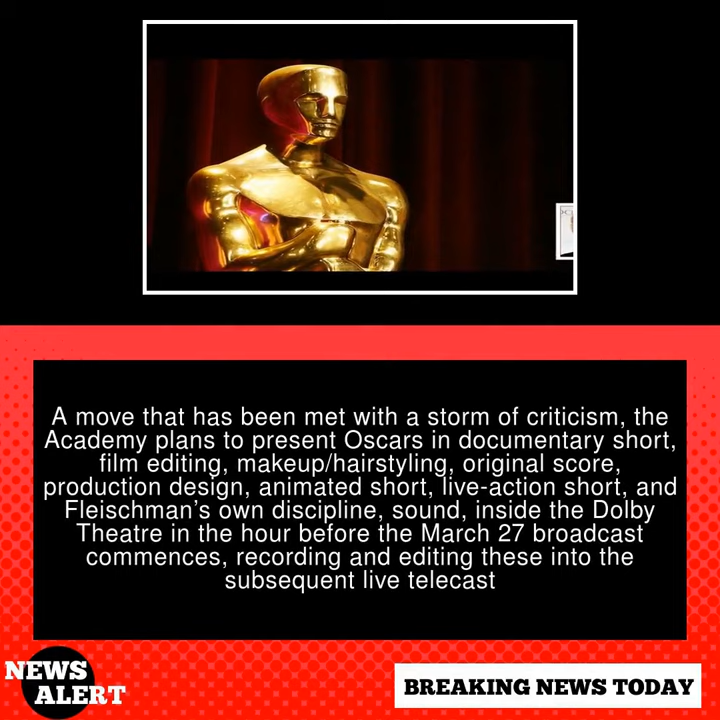 A move that has been met with a storm of criticism, the
Academy plans to present Oscars in documentary short,
film editing, makeup/hairstyling, original score,
production design, animated short, live-action short, and
Fleischman's own discipline, sound, inside the Dolby
Theatre in the hour before the March 27 broadcast
commences, recording and editing these into the
subsequent live telecast
NEWS
ALERT
BREAKING NEWS TODAY